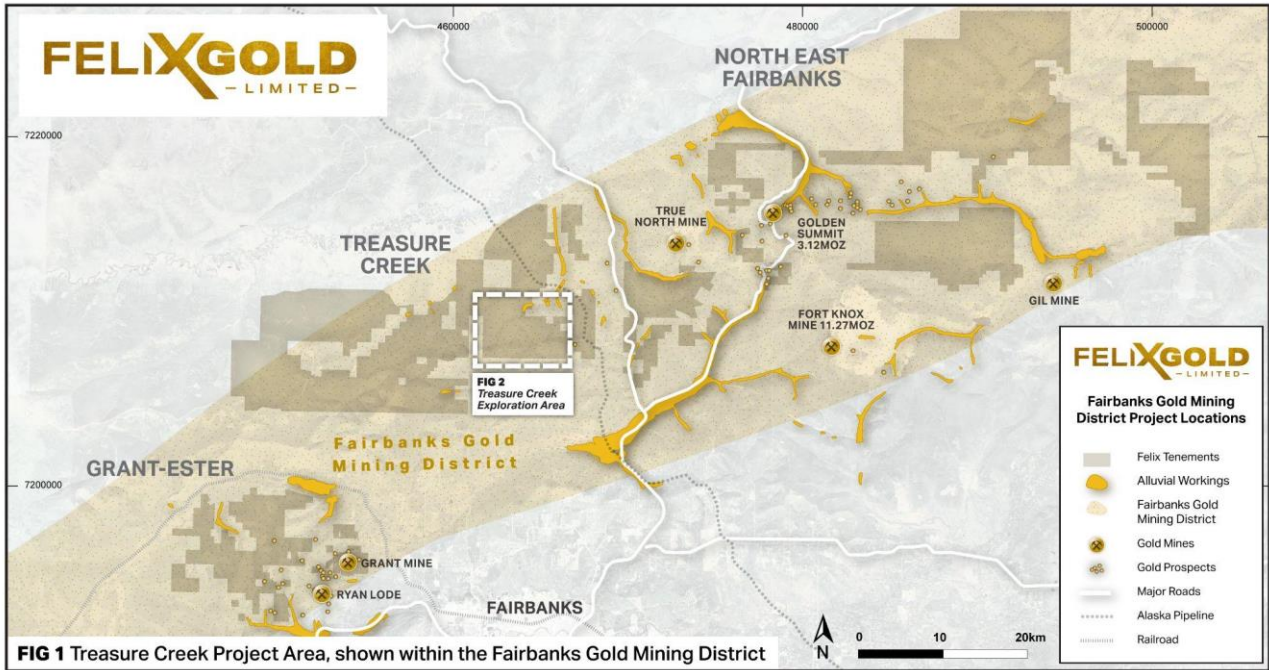 FELIXGOLD
— LIMITED —
460000
480000
500000
7220000
7200000
NORTH EAST
FAIRBANKS
TREASURE
CREEK
TRUE
NORTH MINE
GOLDEN
SUMMIT
3.12MOZ
GIL MINE
FORT KNOX
MINE 11.27MOZ
FIG 2
Treasure Creek
Exploration Area
Fairbanks Gold
Mining District
GRANT-ESTER
GRANT MINE
RYAN LODE
FAIRBANKS
N
0
10
20km
FELIXGOLD
— LIMITED —
Fairbanks Gold Mining
District Project Locations
Felix Tenements
Alluvial Workings
Fairbanks Gold
Mining District
Gold Mines
Gold Prospects
Major Roads
Alaska Pipeline
Railroad
FIG 1 Treasure Creek Project Area, shown within the Fairbanks Gold Mining District